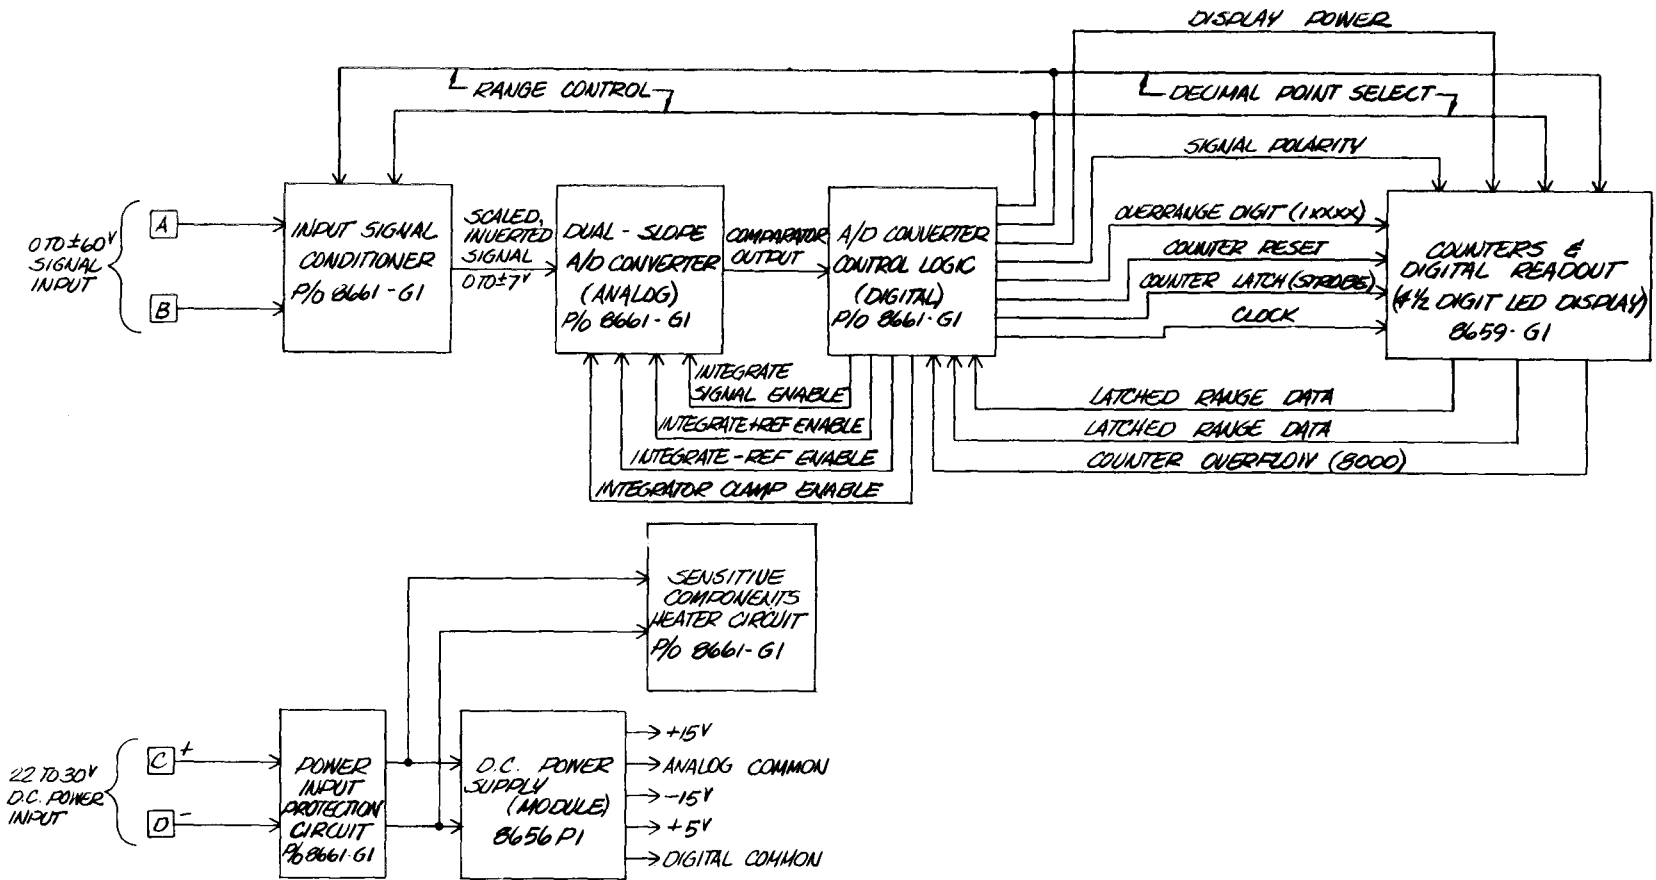 DISPLAY POWER
RANGE CONTROL
DECIMAL POINT SELECT
SIGNAL POLARITY
0 TO ±60V
SIGNAL
INPUT
A
B
INPUT SIGNAL
CONDITIONER
P/O 8661-G1
SCALED,
INVERTED
SIGNAL
0 TO ±7V
DUAL-SLOPE
A/D CONVERTER
(ANALOG)
P/O 8661-G1
COMPARATOR
OUTPUT
A/D CONVERTER
CONTROL LOGIC
(DIGITAL)
P/O 8661-G1
OVERRANGE DIGIT (1XXXX)
COUNTER RESET
COUNTER LATCH (STROBE)
CLOCK
COUNTERS &
DIGITAL READOUT
(4 1/2 DIGIT LED DISPLAY)
8659-G1
INTEGRATE
SIGNAL ENABLE
INTEGRATE+REF ENABLE
INTEGRATE-REF ENABLE
INTEGRATOR CLAMP ENABLE
LATCHED RANGE DATA
LATCHED RANGE DATA
COUNTER OVERFLOW (8000)
SENSITIVE
COMPONENTS
HEATER CIRCUIT
P/O 8661-G1
22 TO 30V
D.C. POWER
INPUT
C +
D -
POWER
INPUT
PROTECTION
CIRCUIT
P/O 8661-G1
D.C. POWER
SUPPLY
(MODULE)
8656P1
+15V
ANALOG COMMON
-15V
+5V
DIGITAL COMMON